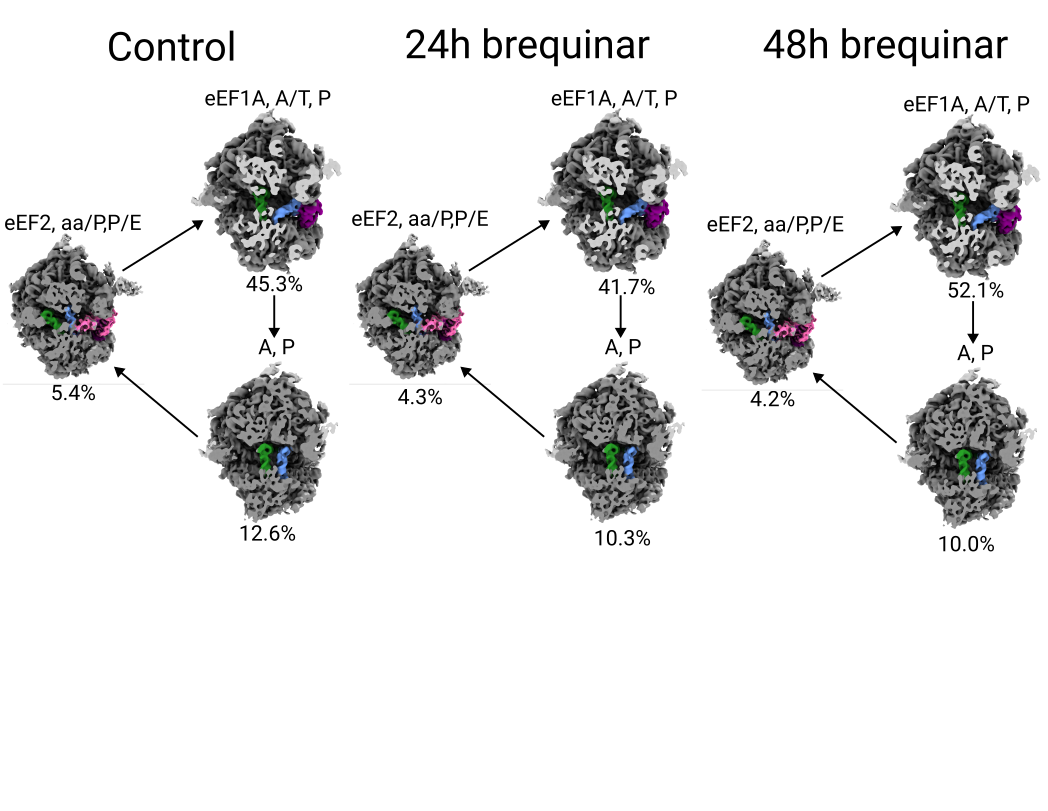 Control
eEF1A, A/T, P
eEF2, aa/P,P/E
45.3%
A, P
5.4%
12.6%
24h brequinar
eEF1A, A/T, P
eEF2, aa/P,P/E
41.7%
A, P
4.3%
10.3%
48h brequinar
eEF1A, A/T, P
eEF2, aa/P,P/E
52.1%
A, P
4.2%
10.0%